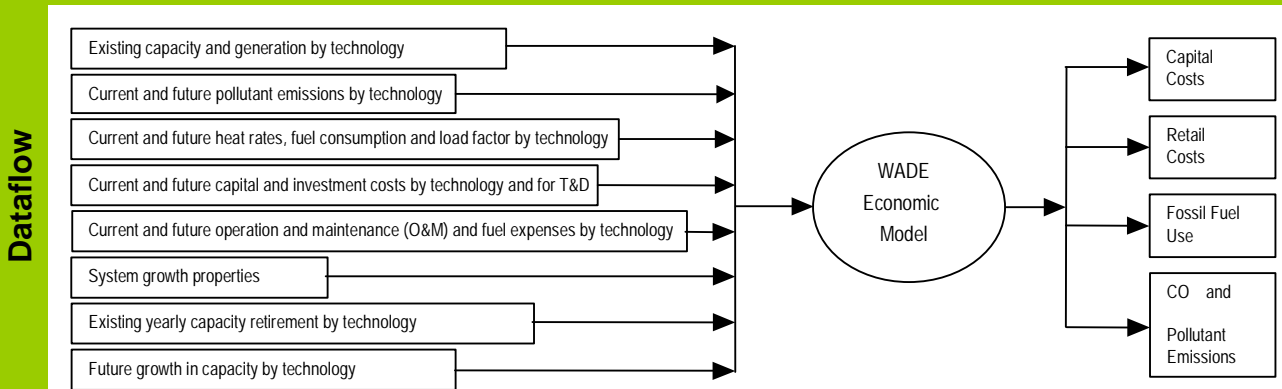 Dataflow
Existing capacity and generation by technology
Current and future pollutant emissions by technology
Current and future heat rates, fuel consumption and load factor by technology
Current and future capital and investment costs by technology and for T&D
Current and future operation and maintenance (O&M) and fuel expenses by technology
System growth properties
Existing yearly capacity retirement by technology
Future growth in capacity by technology
WADE
Economic
Model
Capital
Costs
Retail
Costs
Fossil Fuel
Use
CO and
Pollutant
Emissions